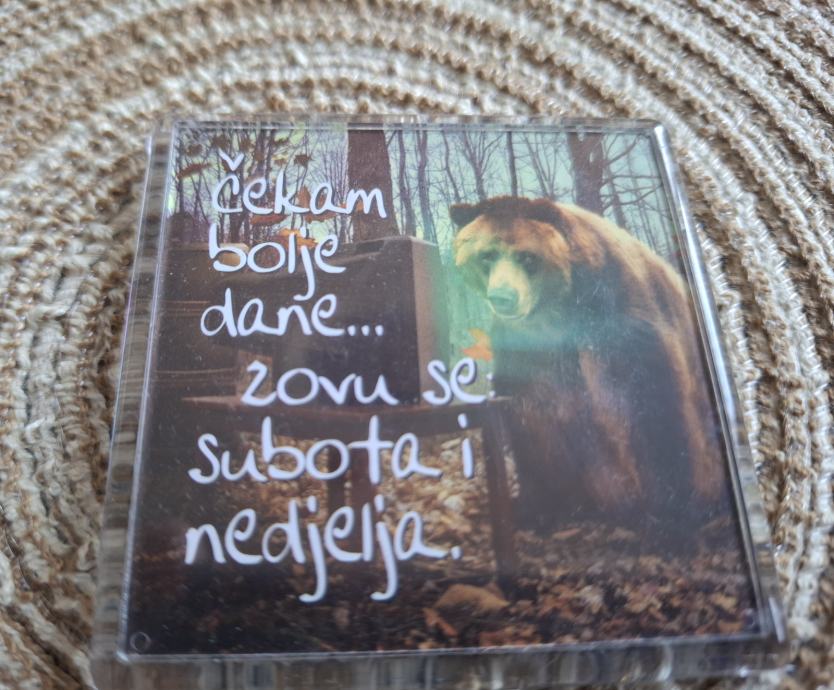 čekam
bolje
dane...
zovu se:
subota i
nedjelja.